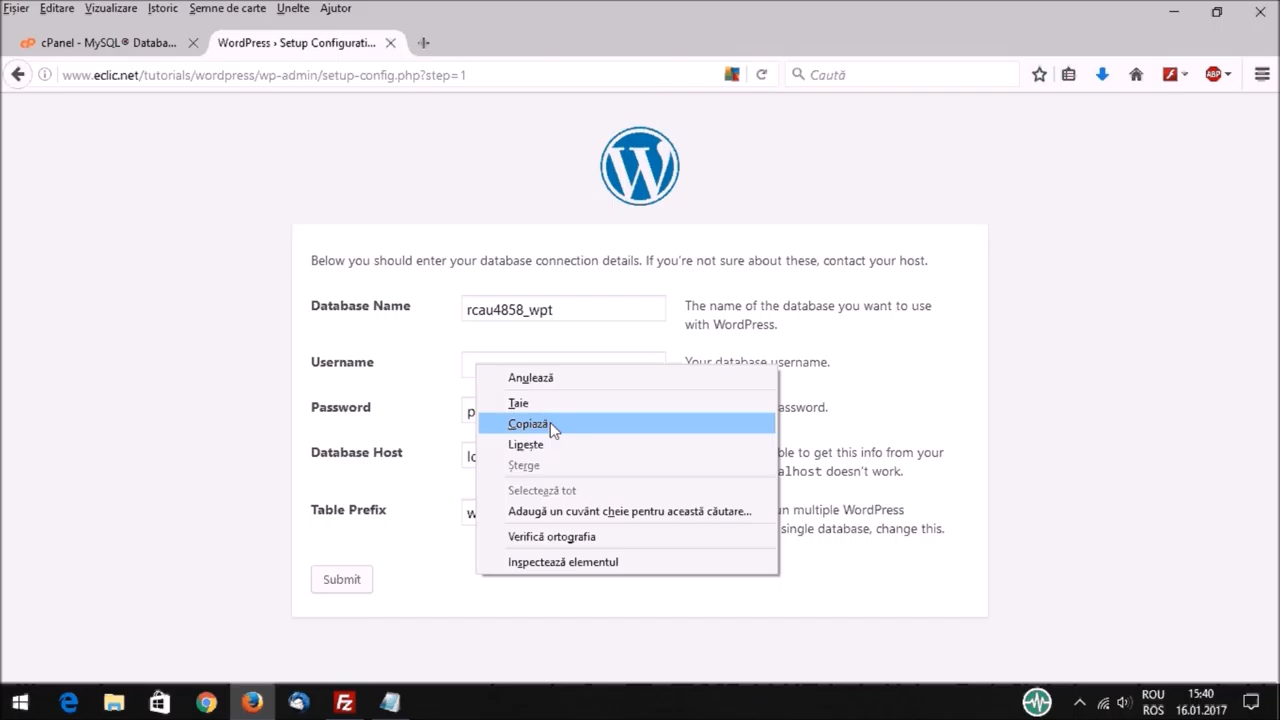 Fișier Editare Vizualizare Istoric Semne de carte Unelte Ajutor
cPanel - MySQL® Databa... WordPress › Setup Configurati...
www.eclic.net/tutorials/wordpress/wp-admin/setup-config.php?step=1 Caută ABP
Below you should enter your database connection details. If you're not sure about these, contact your host.
Database Name rcau4858_wpt The name of the database you want to use
with WordPress.
Username Your database username.
Anulează
Taie
Password p assword.
Copiază
Lipește
Database Host lo ble to get this info from your
Șterge alhost doesn't work.
Selectează tot
Table Prefix w n multiple WordPress
Adaugă un cuvânt cheie pentru această căutare...
single database, change this.
Verifică ortografia
Inspectează elementul
Submit
ROU 15:40
ROS 16.01.2017